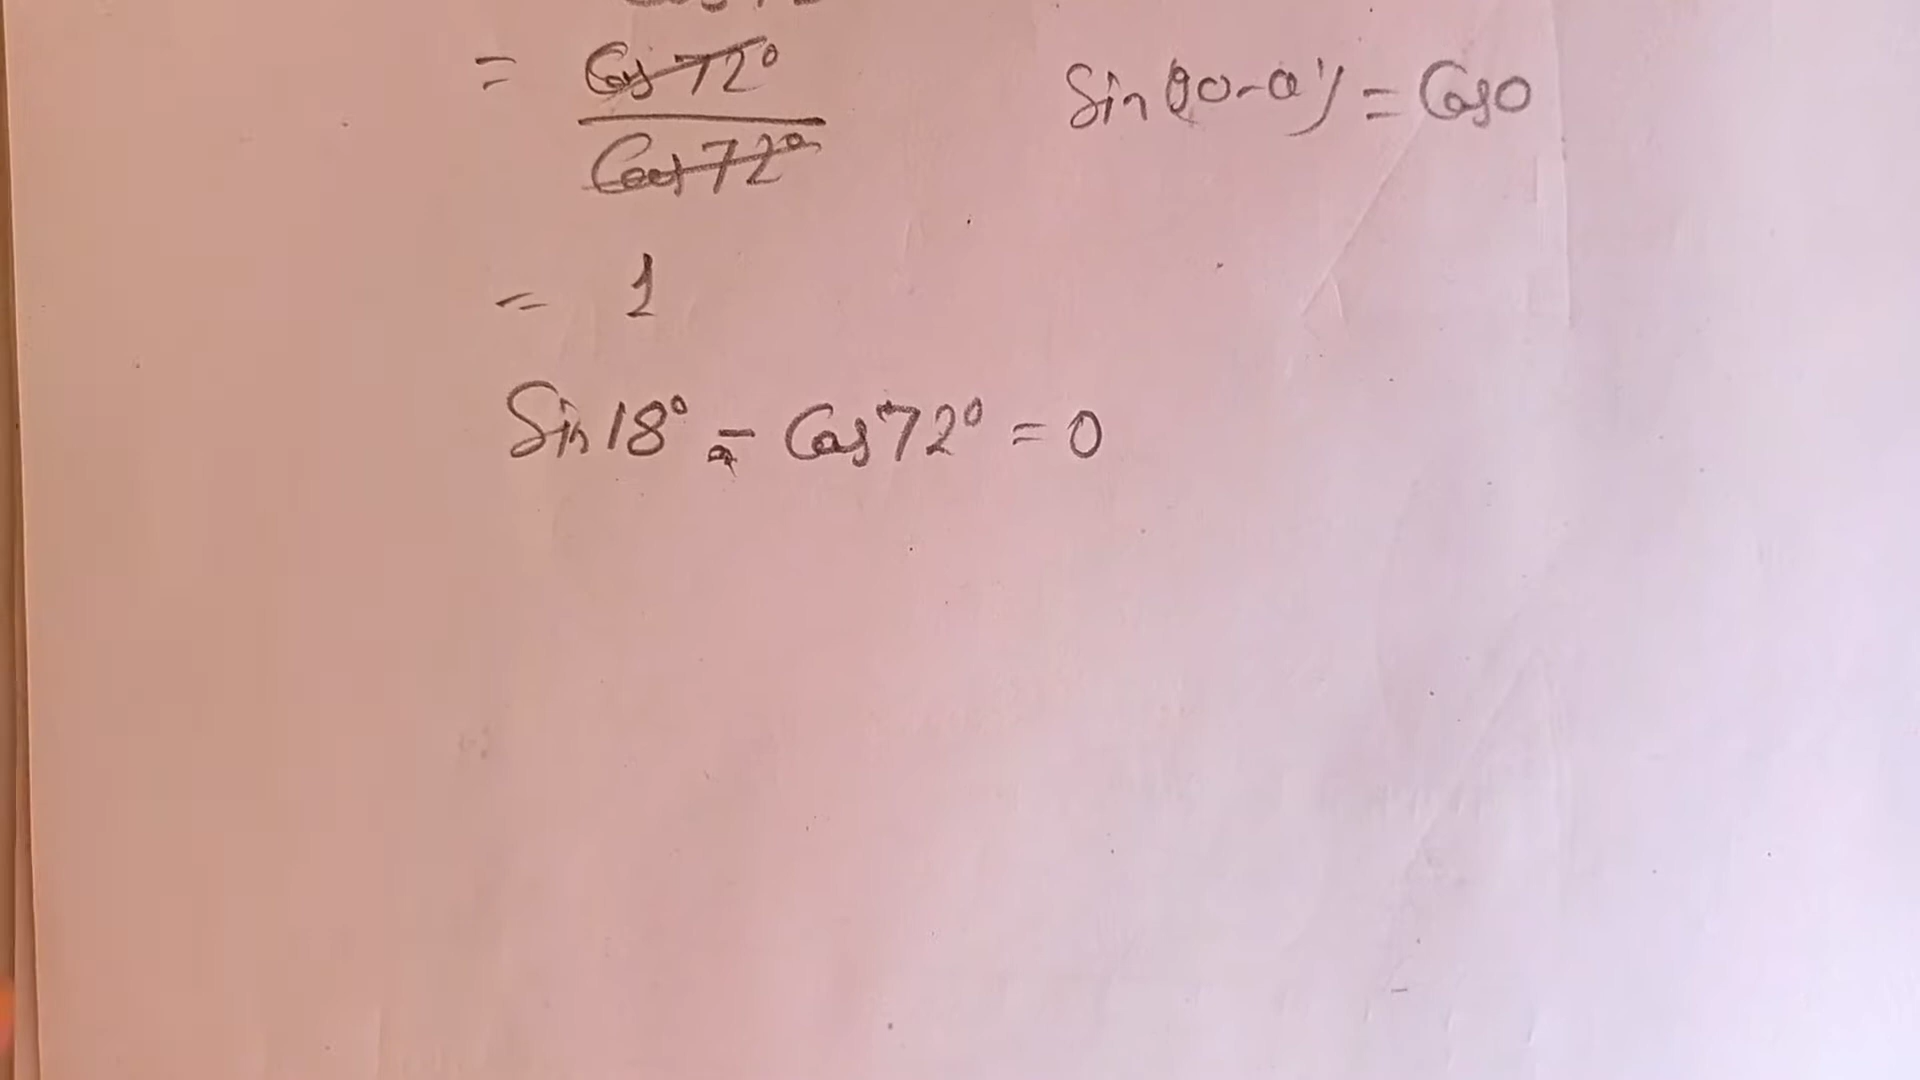 = Cos 72°
Cos 72°
Sin (90-θ) = Cosθ
= 1
Sin 18° - Cos 72° = 0